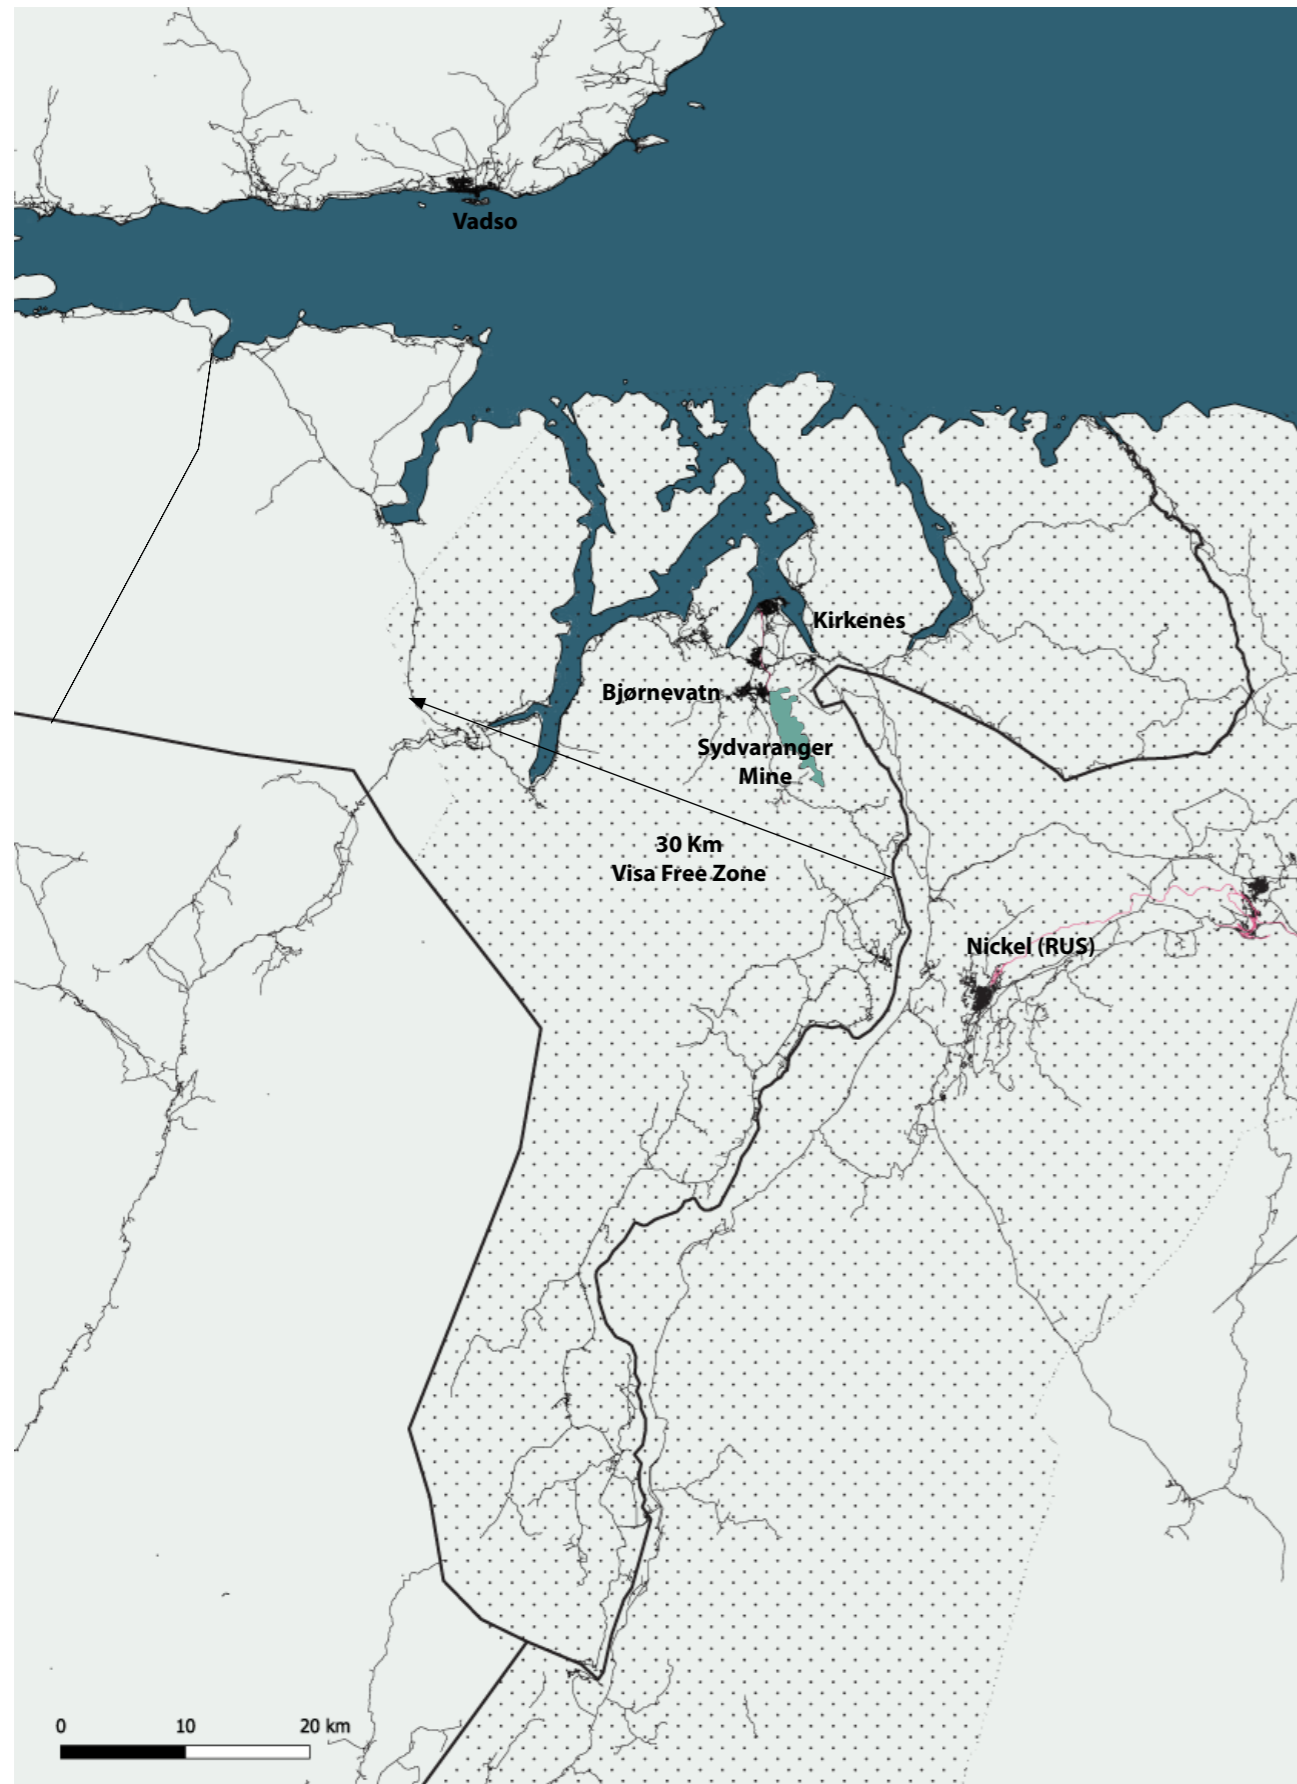 Vadso
Kirkenes
Bjørnevatn
Sydvaranger
Mine
30 Km
Visa Free Zone
Nickel (RUS)
0 10 20 km